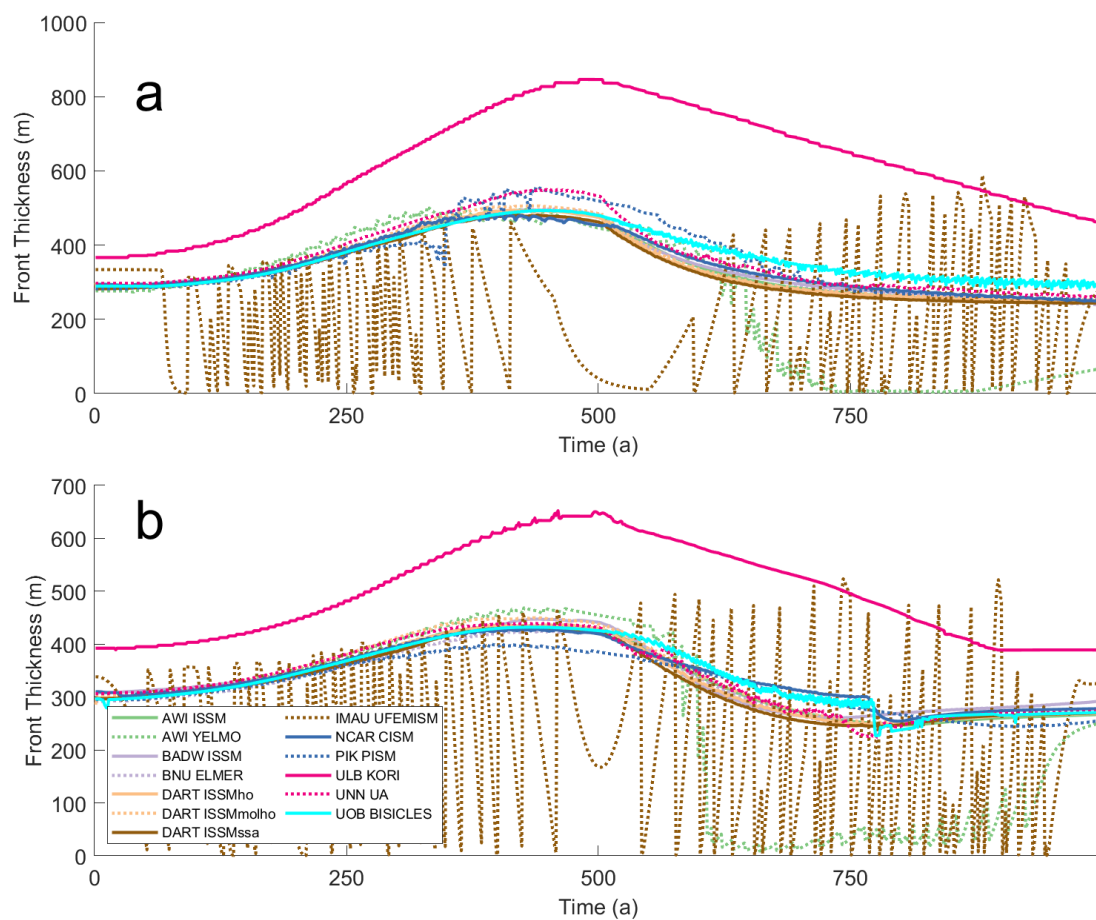 1000
a
800
600
400
200
0
Front Thickness (m)
0 250 500 750
Time (a)
700
b
600
500
400
300
200
100
0
Front Thickness (m)
AWI ISSM IMAU UFEMISM
AWI YELMO NCAR CISM
BADW ISSM PIK PISM
BNU ELMER ULB KORI
DART ISSMho UNN UA
DART ISSMmolho UOB BISICLES
DART ISSMssa
0 250 500 750
Time (a)